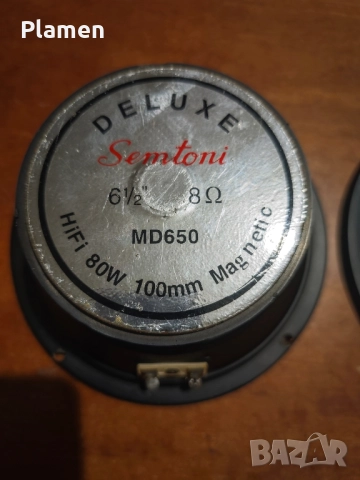 Plamen
DELUXE
Semtoni
6½" 8Ω
MD650
HiFi 80W 100mm Magnetic
BAZAR